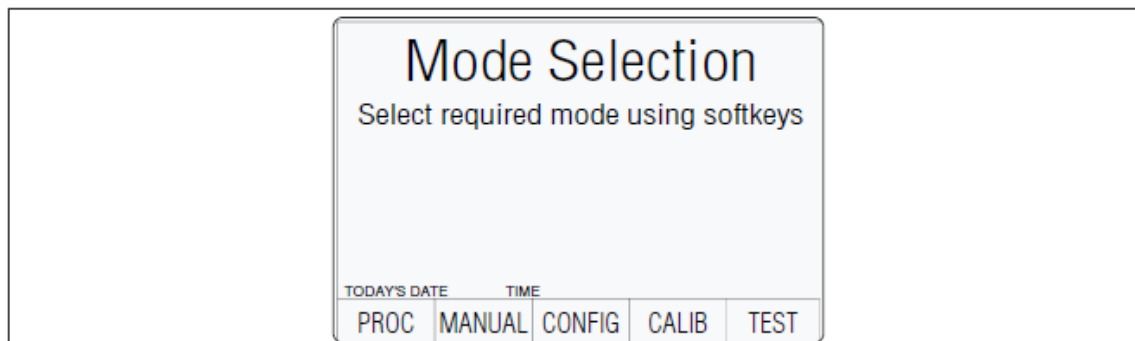 Mode Selection
Select required mode using softkeys
TODAY'S DATE TIME
PROC MANUAL CONFIG CALIB TEST